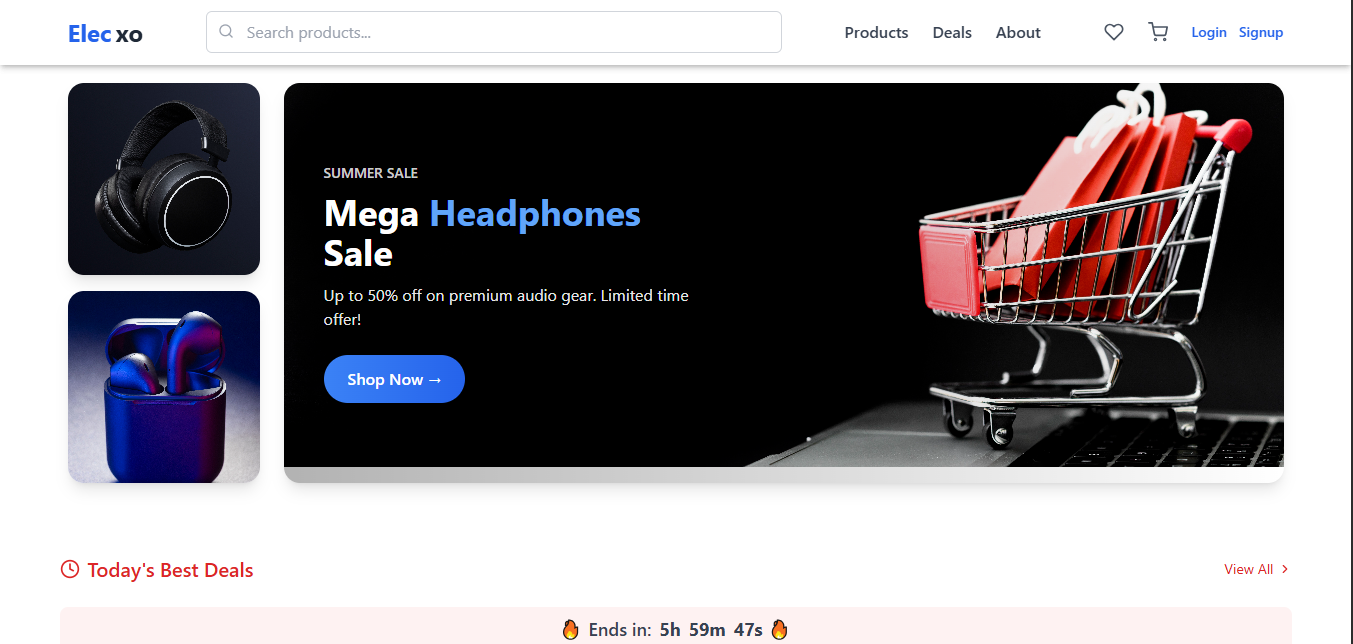 Elec xo
Search products...
Products
Deals
About
Login
Signup
SUMMER SALE
Mega Headphones
Sale
Up to 50% off on premium audio gear. Limited time
offer!
Shop Now →
Today's Best Deals
View All
🔥 Ends in: 5h 59m 47s 🔥